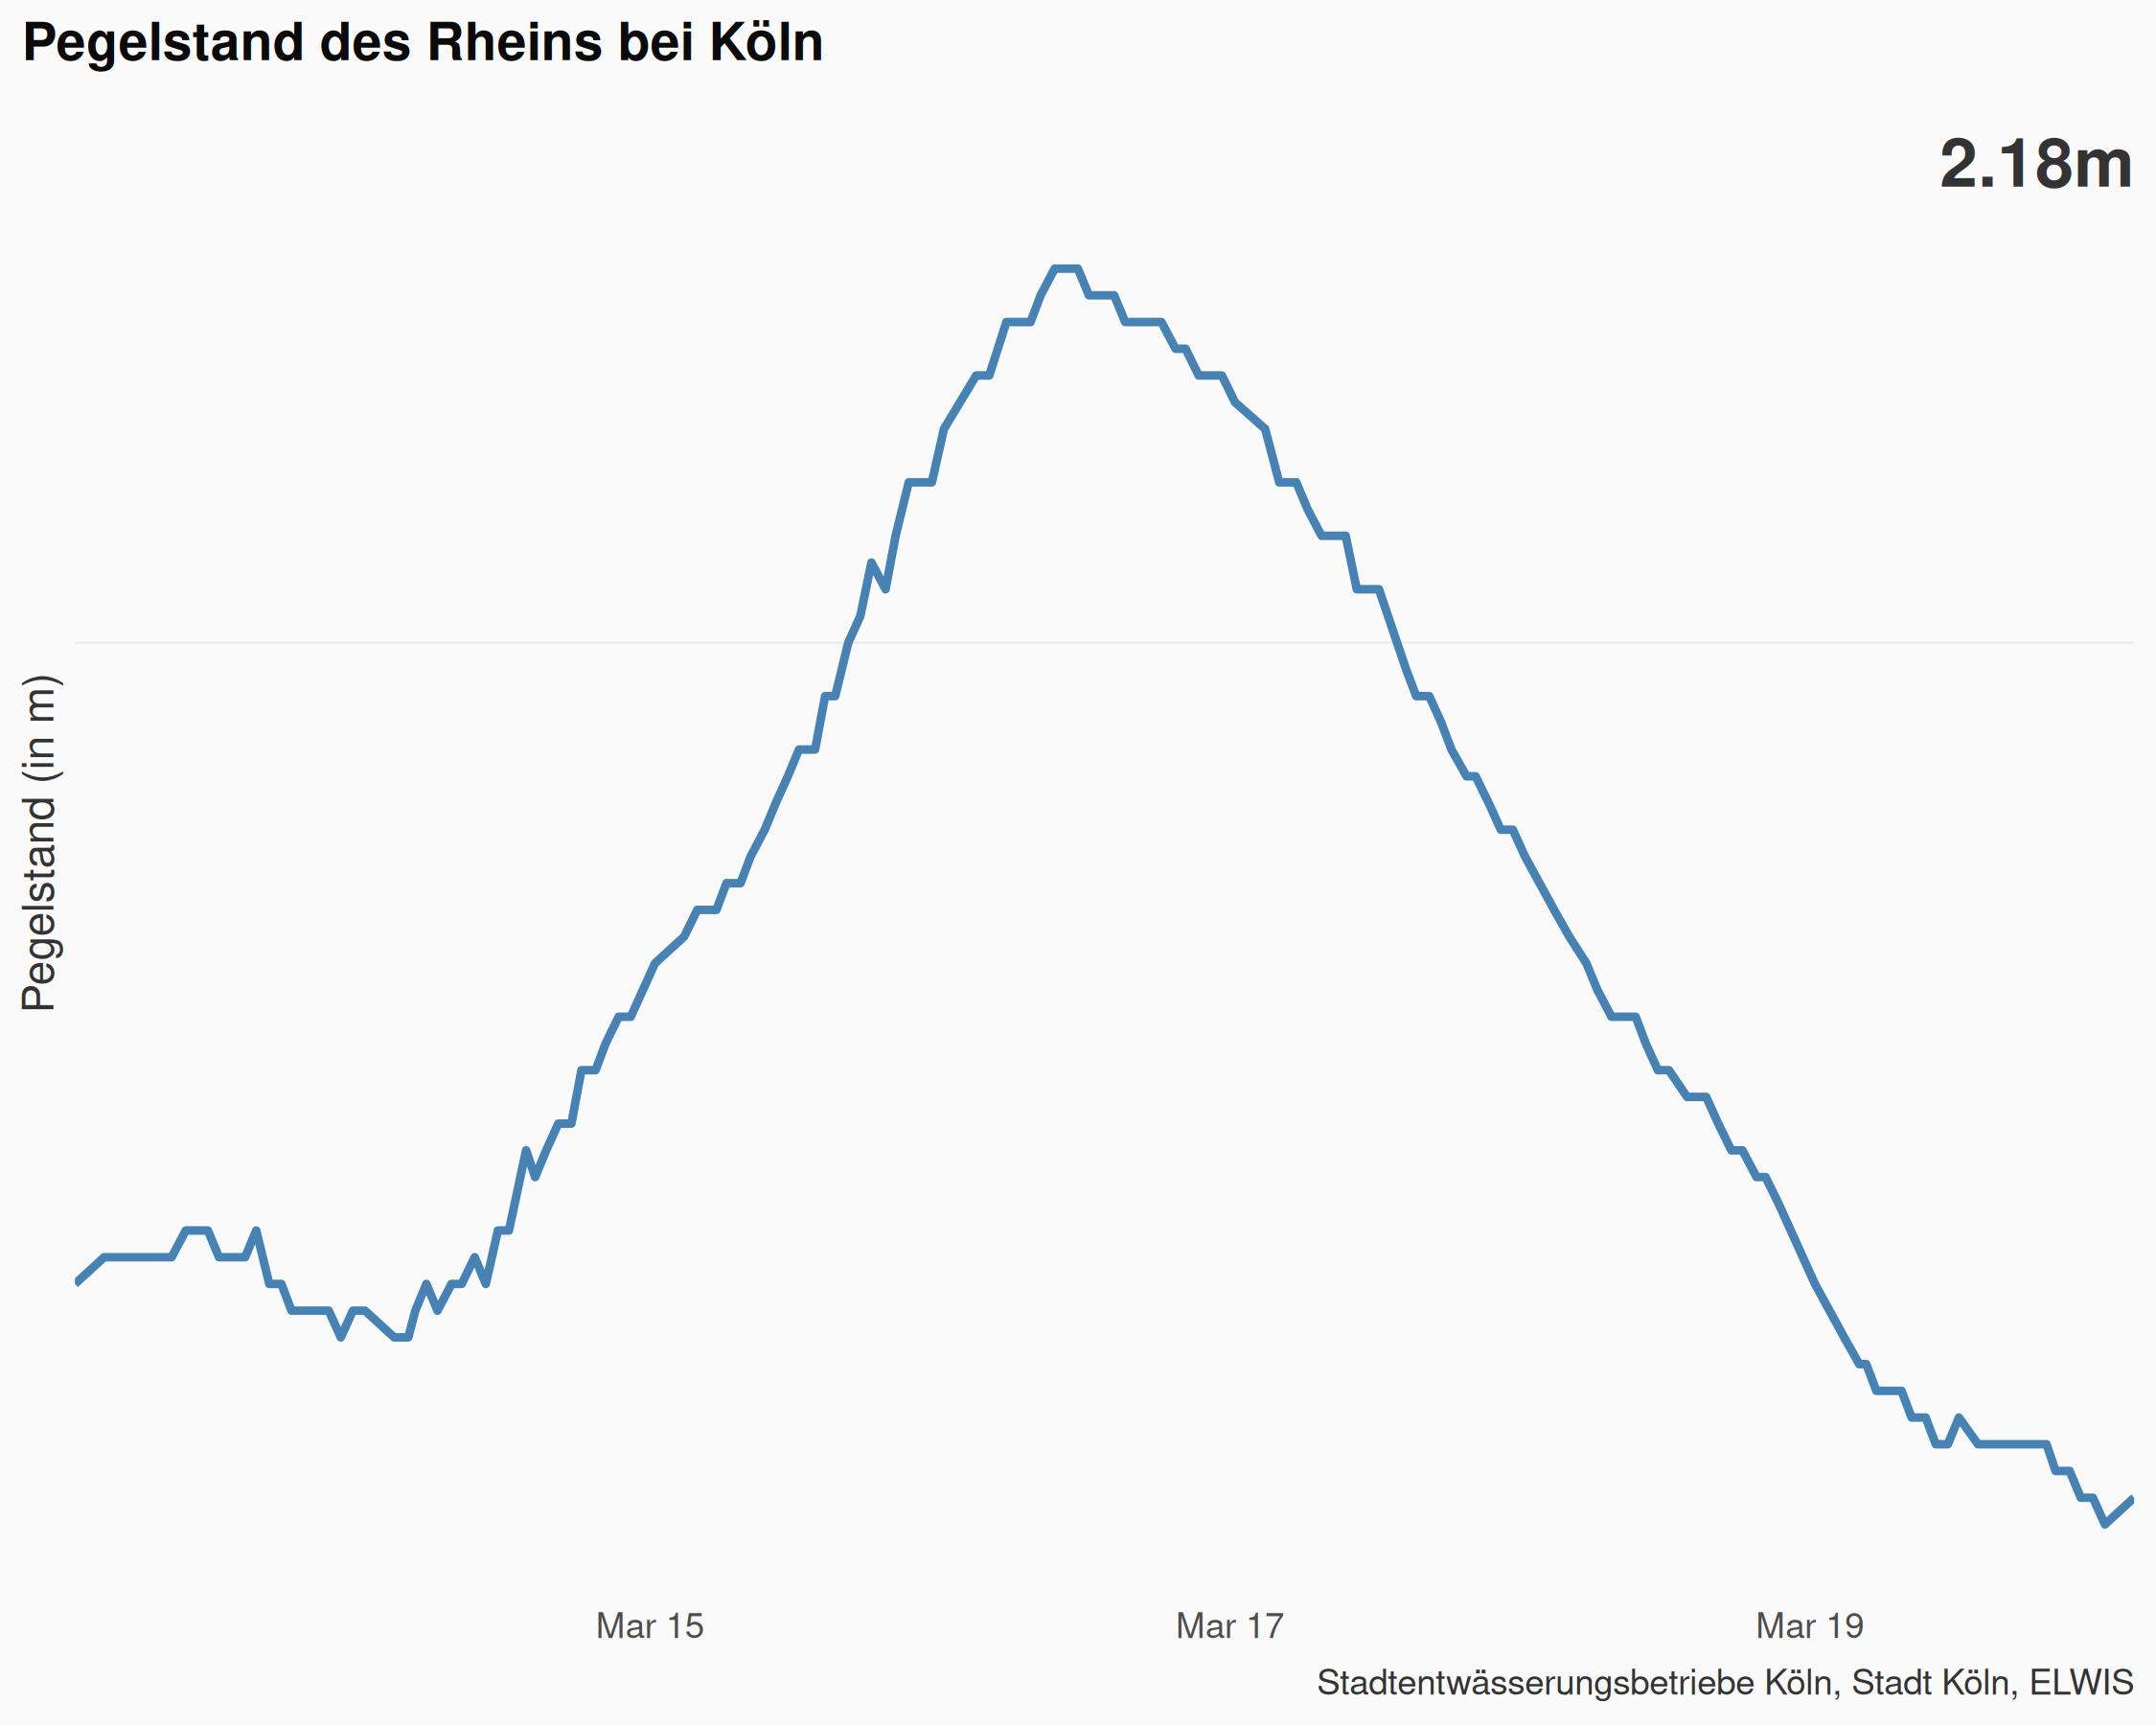 Pegelstand des Rheins bei Köln
2.18m
Pegelstand (in m)
Mar 15
Mar 17
Mar 19
Stadtentwässerungsbetriebe Köln, Stadt Köln, ELWIS